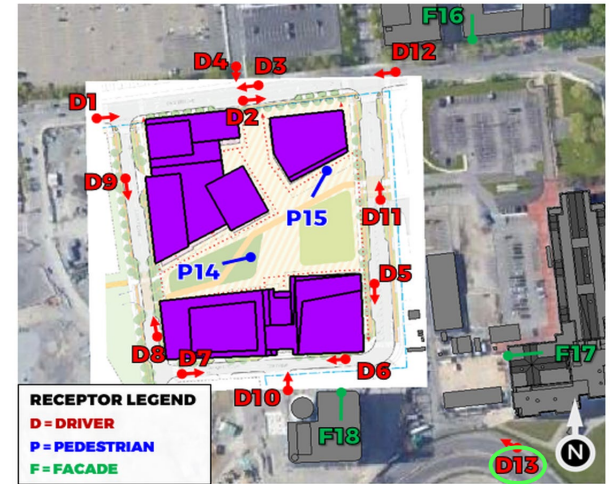 F16
D4
D3
D12
D1
D2
D9
P15
D11
P14
D5
D8
D7
D6
F17
D10
F18
D13
RECEPTOR LEGEND
D = DRIVER
P = PEDESTRIAN
F = FACADE
N